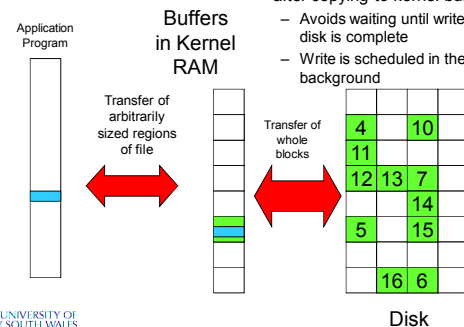 after copying to kernel bu
– Avoids waiting until write
disk is complete
– Write is scheduled in the
background
Application
Program
Buffers
in Kernel
RAM
Transfer of
arbitrarily
sized regions
of file
Transfer of
whole
blocks
4 10
11
12 13 7
14
5 15
16 6
Disk
UNIVERSITY OF
SOUTH WALES